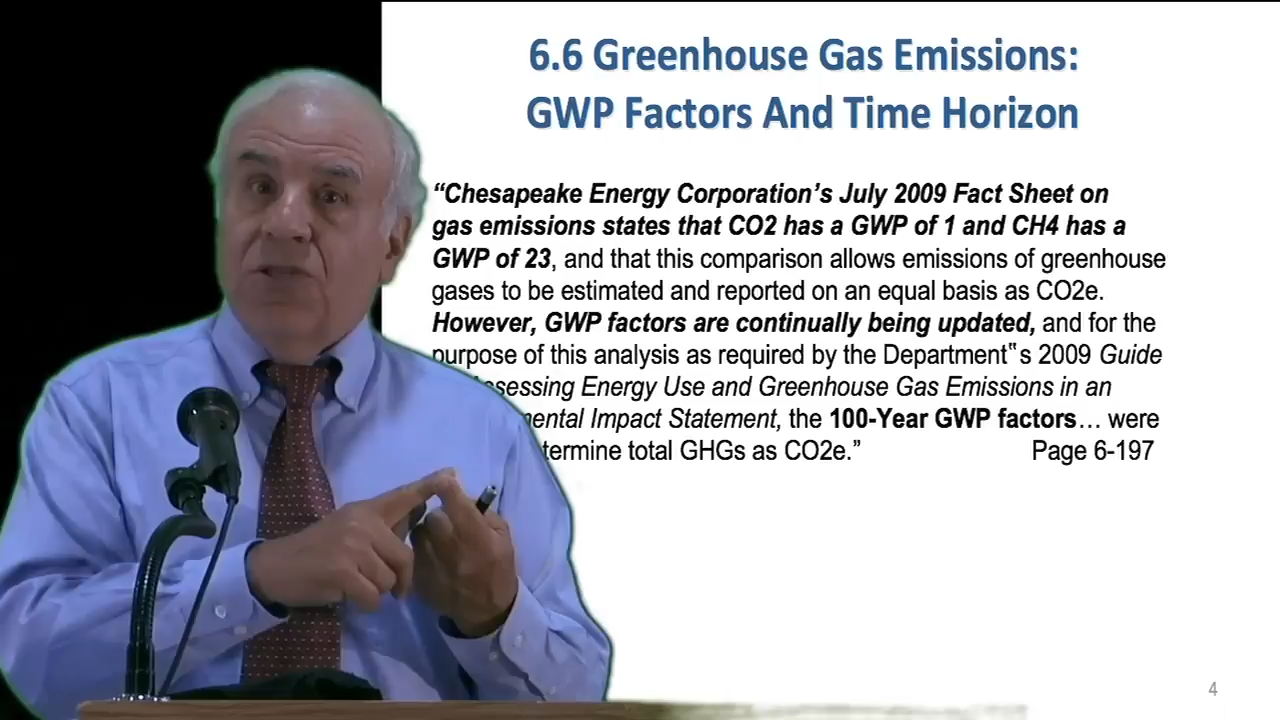 6.6 Greenhouse Gas Emissions:
GWP Factors And Time Horizon
“Chesapeake Energy Corporation’s July 2009 Fact Sheet on
gas emissions states that CO2 has a GWP of 1 and CH4 has a
GWP of 23, and that this comparison allows emissions of greenhouse
gases to be estimated and reported on an equal basis as CO2e.
However, GWP factors are continually being updated, and for the
purpose of this analysis as required by the Department‟s 2009 Guide
Energy Use and Greenhouse Gas Emissions in an
Impact Statement, the 100-Year GWP factors… were
total GHGs as CO2e.” Page 6-197
4